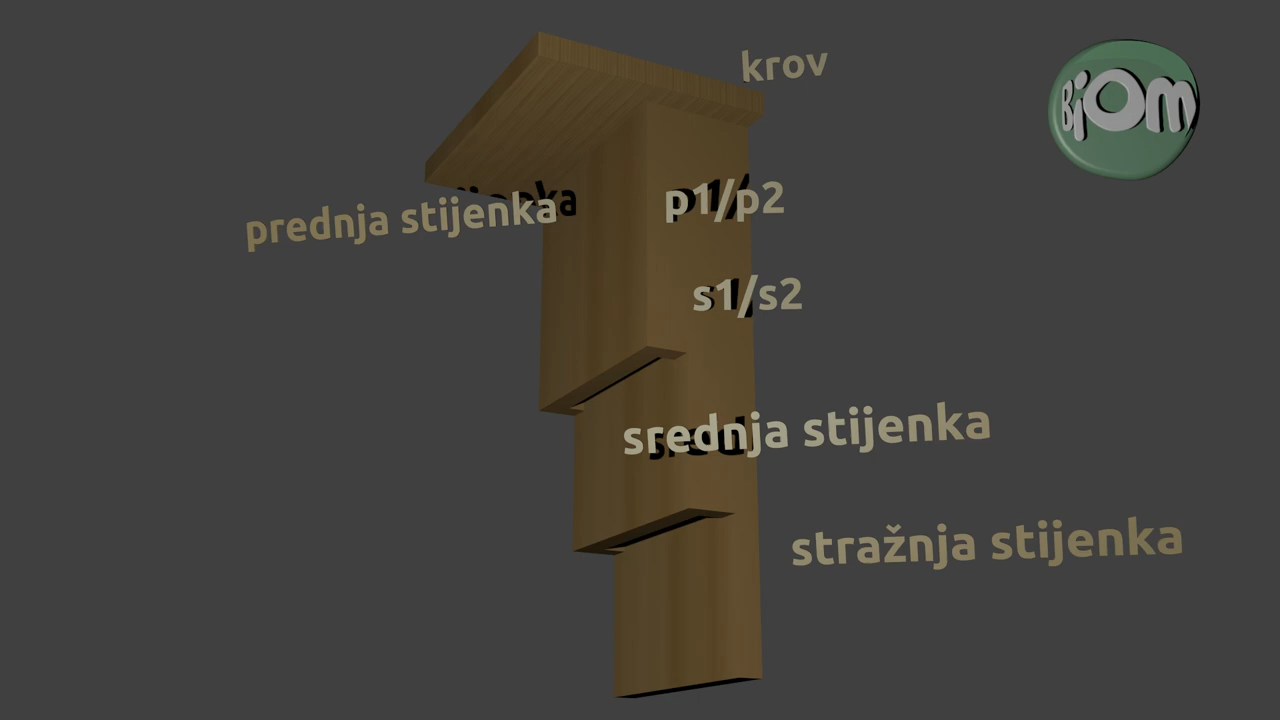 krov
BiOm
p1/p2
prednja stijenka
s1/s2
srednja stijenka
stražnja stijenka